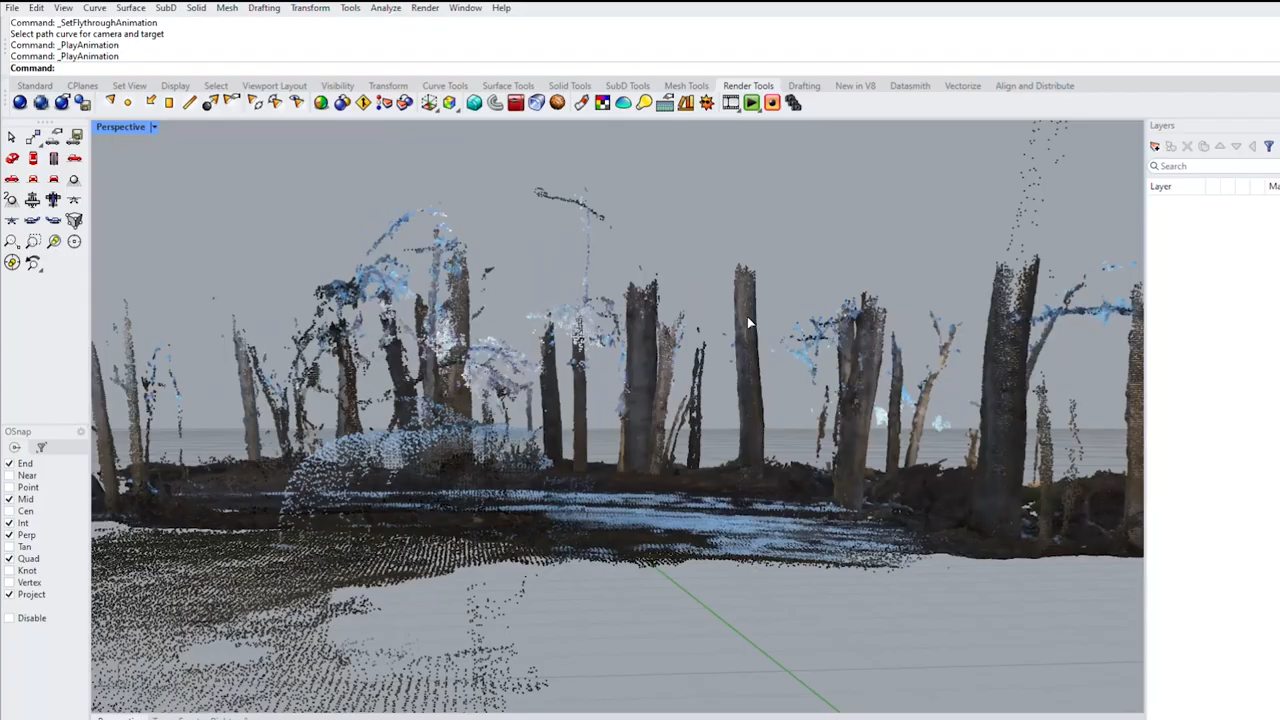 File Edit View Curve Surface SubD Solid Mesh Drafting Transform Tools Analyze Render Window Help
Command: _SetFlythroughAnimation
Select path curve for camera and target
Command: _PlayAnimation
Command: _PlayAnimation
Command:
Standard CPlanes Set View Display Select Viewport Layout Visibility Transform Curve Tools Surface Tools Solid Tools SubD Tools Mesh Tools Render Tools Drafting New in V8 Datasmith Vectorize Align and Distribute
Perspective
Layers
Search
Layer Ma
OSnap
End
Near
Point
Mid
Cen
Int
Perp
Tan
Quad
Knot
Vertex
Project
Disable